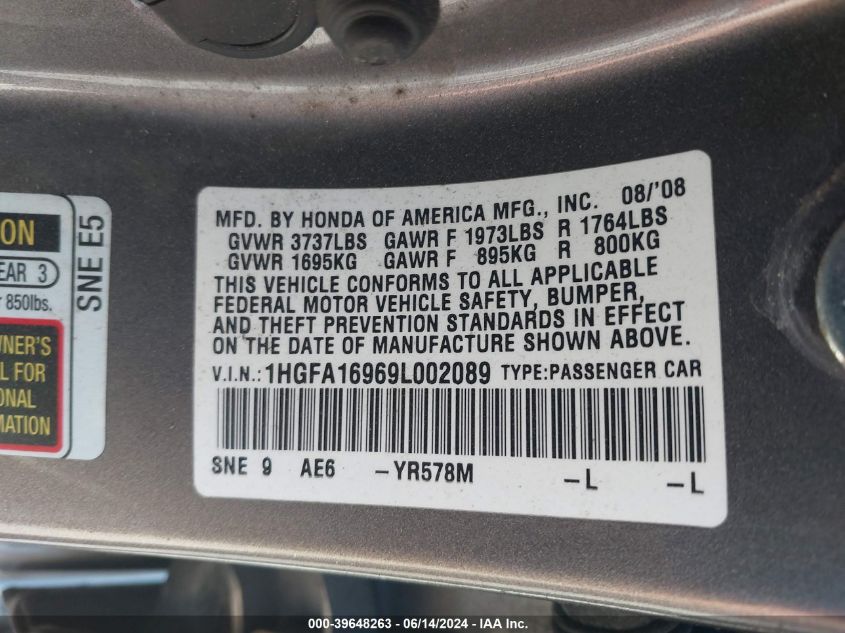 MFD. BY HONDA OF AMERICA MFG., INC. 08/'08
GVWR 3737LBS GAWR F 1973LBS R 1764LBS
GVWR 1695KG GAWR F 895KG R 800KG
THIS VEHICLE CONFORMS TO ALL APPLICABLE
FEDERAL MOTOR VEHICLE SAFETY, BUMPER,
AND THEFT PREVENTION STANDARDS IN EFFECT
ON THE DATE OF MANUFACTURE SHOWN ABOVE.
V.I.N.: 1HGFA16969L002089 TYPE:PASSENGER CAR
SNE 9 AE6 -YR578M -L -L
ON
EAR 3
850lbs.
WNER'S
L FOR
ONAL
MATION
SNE E5
000-39648263 - 06/14/2024 - IAA Inc.